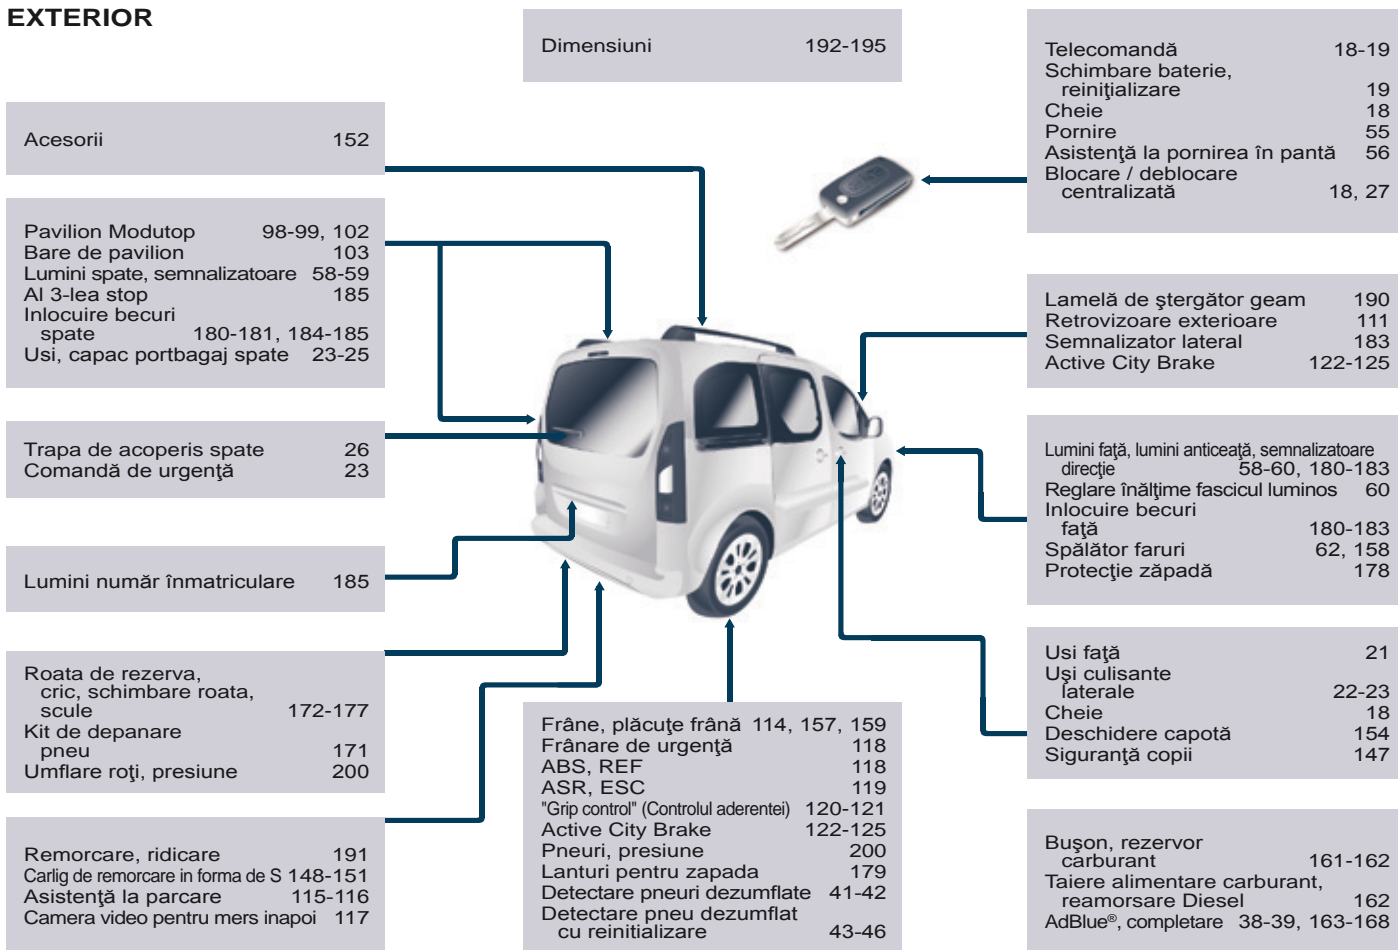 EXTERIOR
Dimensiuni 192-195
Acesorii 152
Pavilion Modutop 98-99, 102
Bare de pavilion 103
Lumini spate, semnalizatoare 58-59
Al 3-lea stop 185
Inlocuire becuri
spate 180-181, 184-185
Usi, capac portbagaj spate 23-25
Trapa de acoperis spate 26
Comandă de urgenţă 23
Lumini număr înmatriculare 185
Roata de rezerva,
cric, schimbare roata,
scule 172-177
Kit de depanare
pneu 171
Umflare roţi, presiune 200
Remorcare, ridicare 191
Carlig de remorcare in forma de S 148-151
Asistenţă la parcare 115-116
Camera video pentru mers inapoi 117
Frâne, plăcuţe frână 114, 157, 159
Frânare de urgenţă 118
ABS, REF 118
ASR, ESC 119
"Grip control" (Controlul aderentei) 120-121
Active City Brake 122-125
Pneuri, presiune 200
Lanturi pentru zapada 179
Detectare pneuri dezumflate 41-42
Detectare pneu dezumflat
cu reinitializare 43-46
Telecomandă 18-19
Schimbare baterie,
reiniţializare 19
Cheie 18
Pornire 55
Asistenţă la pornirea în pantă 56
Blocare / deblocare
centralizată 18, 27
Lamelă de ştergător geam 190
Retrovizoare exterioare 111
Semnalizator lateral 183
Active City Brake 122-125
Lumini faţă, lumini anticeaţă, semnalizatoare
direcţie 58-60, 180-183
Reglare înălţime fascicul luminos 60
Inlocuire becuri
faţă 180-183
Spălător faruri 62, 158
Protecţie zăpadă 178
Usi faţă 21
Uşi culisante
laterale 22-23
Cheie 18
Deschidere capotă 154
Siguranţă copii 147
Buşon, rezervor
carburant 161-162
Taiere alimentare carburant,
reamorsare Diesel 162
AdBlue®, completare 38-39, 163-168